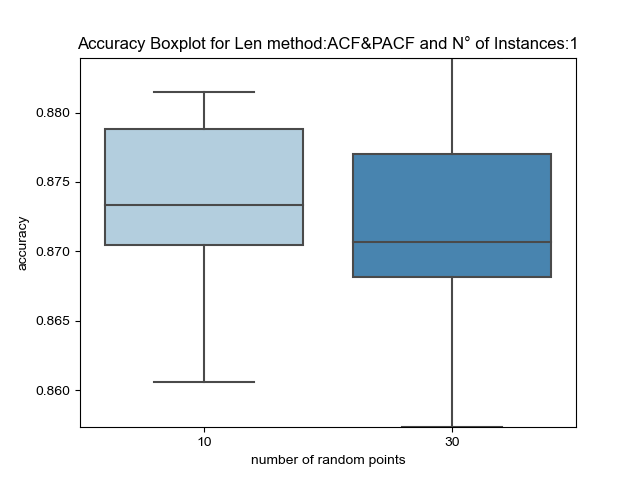 Accuracy Boxplot for Len method:ACF&PACF and N° of Instances:1
0.880
0.875
0.870
0.865
0.860
accuracy
10
30
number of random points